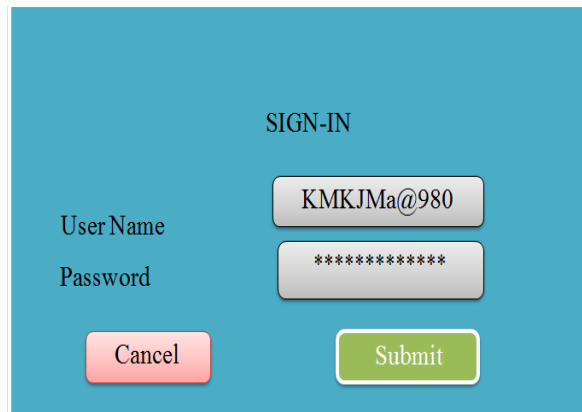 SIGN-IN
User Name KMKJMa@980
Password *************
Cancel Submit